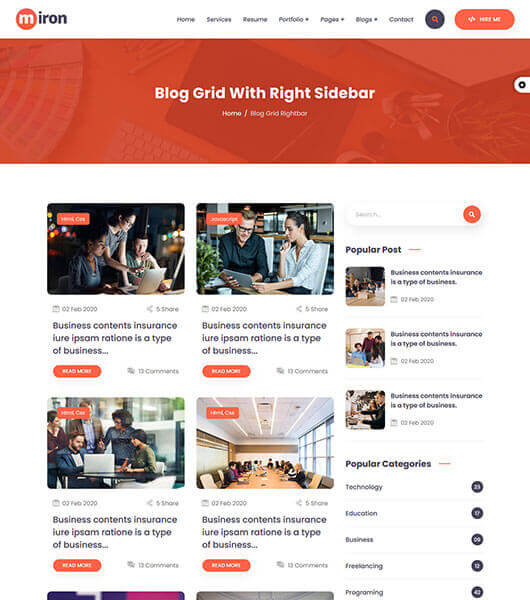 miron
Home Services Resume Portfolio + Pages + Blogs + Contact HIRE ME
Blog Grid With Right Sidebar
Home / Blog Grid Rightbar
Html, Css
02 Feb 2020 5 Share
Business contents insurance
iure ipsam ratione is a type
of business...
READ MORE 13 Comments
Javascript
02 Feb 2020 5 Share
Business contents insurance
iure ipsam ratione is a type
of business...
READ MORE 13 Comments
Html, Css
02 Feb 2020 5 Share
Business contents insurance
iure ipsam ratione is a type
of business...
READ MORE 13 Comments
Html, Css
02 Feb 2020 5 Share
Business contents insurance
iure ipsam ratione is a type
of business...
READ MORE 13 Comments
Search...
Popular Post
Business contents insurance
is a type of business.
02 Feb 2020
Business contents insurance
is a type of business.
02 Feb 2020
Business contents insurance
is a type of business.
02 Feb 2020
Popular Categories
Technology 23
Education 17
Business 09
Freelancing 12
Programing 42